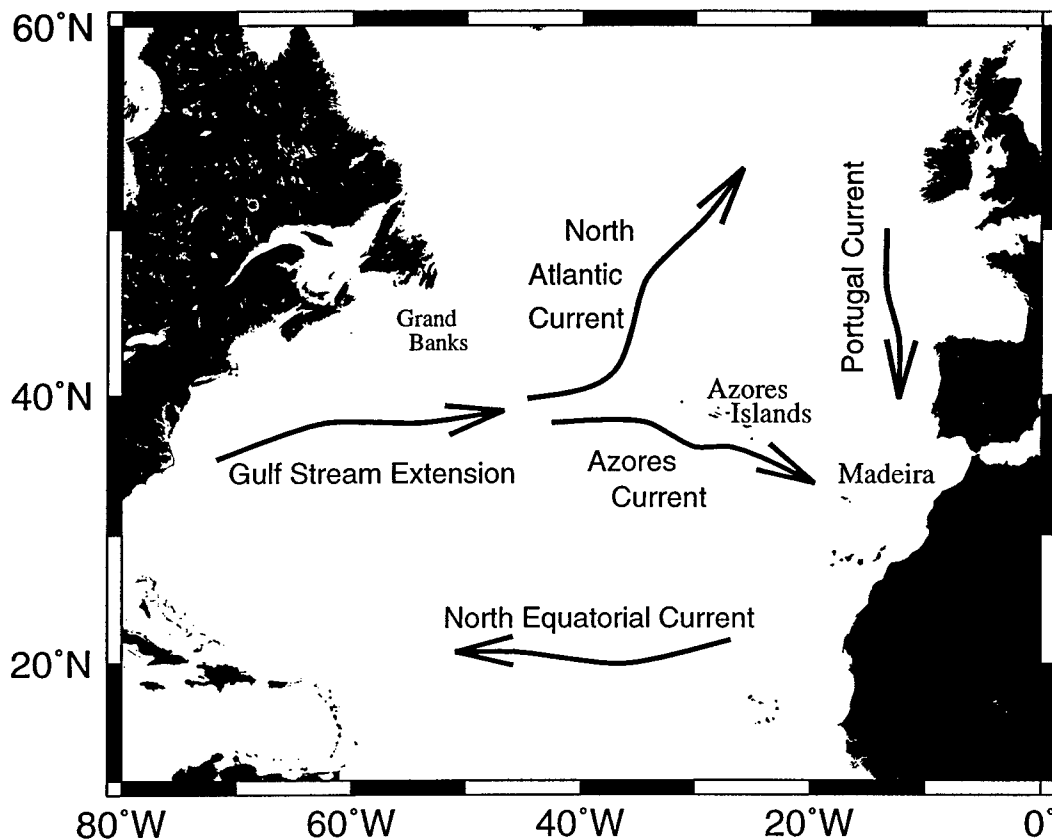 60°N
North
Atlantic
Current
Portugal Current
Grand
Banks
40°N
Azores
Islands
Gulf Stream Extension
Azores
Current
Madeira
North Equatorial Current
20°N
80°W
60°W
40°W
20°W
0°